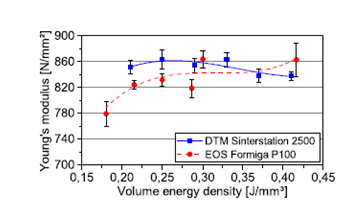 900
860
820
780
740
700
Young's modulus [N/mm²]
DTM Sinterstation 2500
EOS Formiga P100
0,15 0,20 0,25 0,30 0,35 0,40 0,45
Volume energy density [J/mm³]